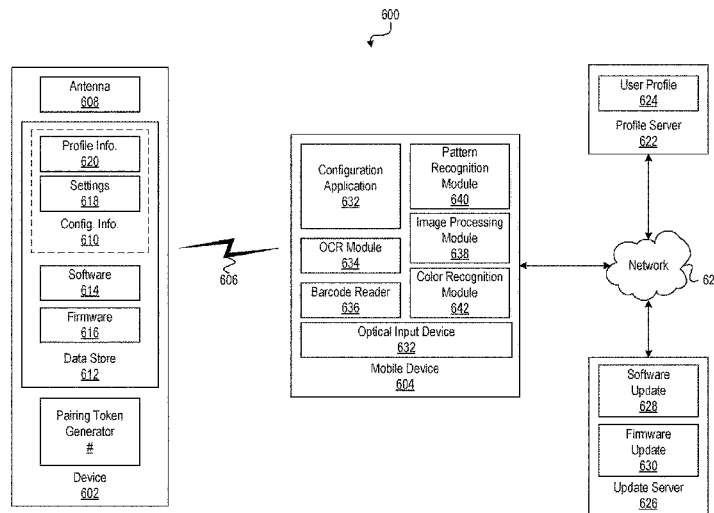 600
Antenna
608
Profile Info.
620
Settings
618
Config. Info.
610
Software
614
Firmware
616
Data Store
612
Pairing Token
Generator
#
Device
602
606
Configuration
Application
632
Pattern
Recognition
Module
640
OCR Module
634
Image Processing
Module
638
Barcode Reader
636
Color Recognition
Module
642
Optical Input Device
632
Mobile Device
604
User Profile
624
Profile Server
622
Network
62
Software
Update
628
Firmware
Update
630
Update Server
626